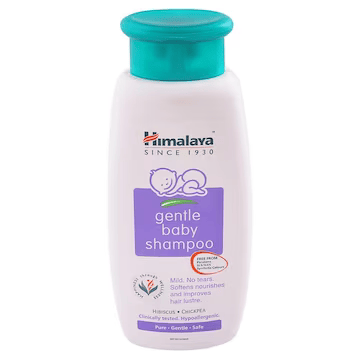 Himalaya
SINCE 1930
gentle
baby
shampoo
FREE FROM
Parabens
Mild. No tears.
Softens nourishes
and improves
hair lustre.
HIBISCUS • CHICKPEA
Clinically tested. Hypoallergenic
Pure • Gentle • Safe